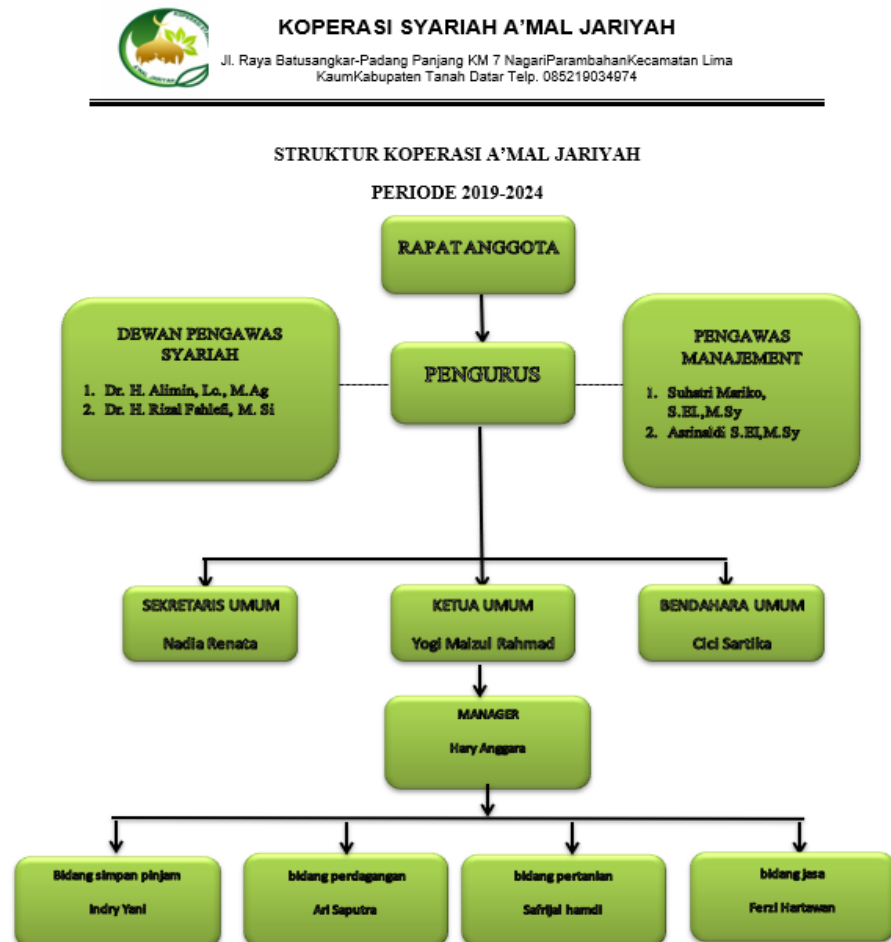 KOPERASI SYARIAH A’MAL JARIYAH
Jl. Raya Batusangkar-Padang Panjang KM 7 NagariParambahanKecamatan Lima
KaumKabupaten Tanah Datar Telp. 085219034974
STRUKTUR KOPERASI A’MAL JARIYAH
PERIODE 2019-2024
RAPAT ANGGOTA
DEWAN PENGAWAS
SYARIAH
1. Dr. H. Alimin, Lc., M.Ag
2. Dr. H. Rizal Fahlefi, M. Si
PENGURUS
PENGAWAS
MANAJEMENT
1. Suhatri Mariko,
S.EI.,M.Sy
2. Asrinaldi S.EI,M.Sy
SEKRETARIS UMUM
Nadia Renata
KETUA UMUM
Yogi Maizul Rahmad
BENDAHARA UMUM
Cici Sartika
MANAGER
Hary Anggara
Bidang simpan pinjam
Indry Yani
bidang perdagangan
Ari Saputra
bidang pertanian
Safrijal hamdi
bidang jasa
Ferzi Hartawan